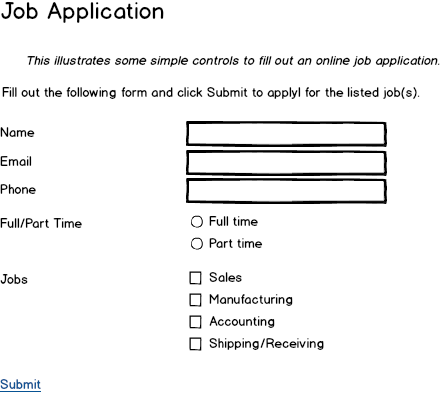 Job Application
This illustrates some simple controls to fill out an online job application.
Fill out the following form and click Submit to applyl for the listed job(s).
Name
Email
Phone
Full/Part Time
Full time
Part time
Jobs
Sales
Manufacturing
Accounting
Shipping/Receiving
Submit